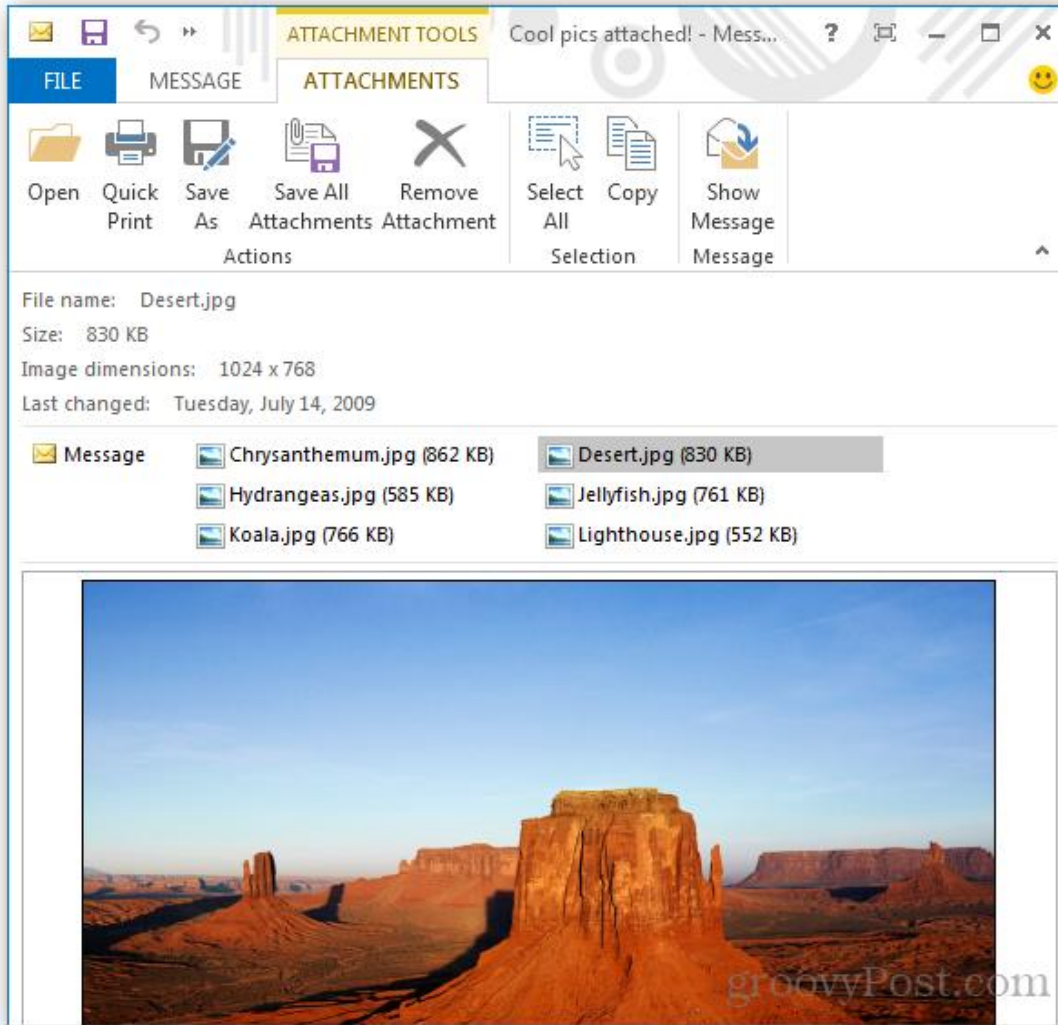 ATTACHMENT TOOLS Cool pics attached! - Mess... ?
FILE MESSAGE ATTACHMENTS
Open Quick Save Save All Remove Select Copy Show
Print As Attachments Attachment All Message
Actions Selection Message
File name: Desert.jpg
Size: 830 KB
Image dimensions: 1024 x 768
Last changed: Tuesday, July 14, 2009
Message Chrysanthemum.jpg (862 KB) Desert.jpg (830 KB)
Hydrangeas.jpg (585 KB) Jellyfish.jpg (761 KB)
Koala.jpg (766 KB) Lighthouse.jpg (552 KB)
groovyPost.com